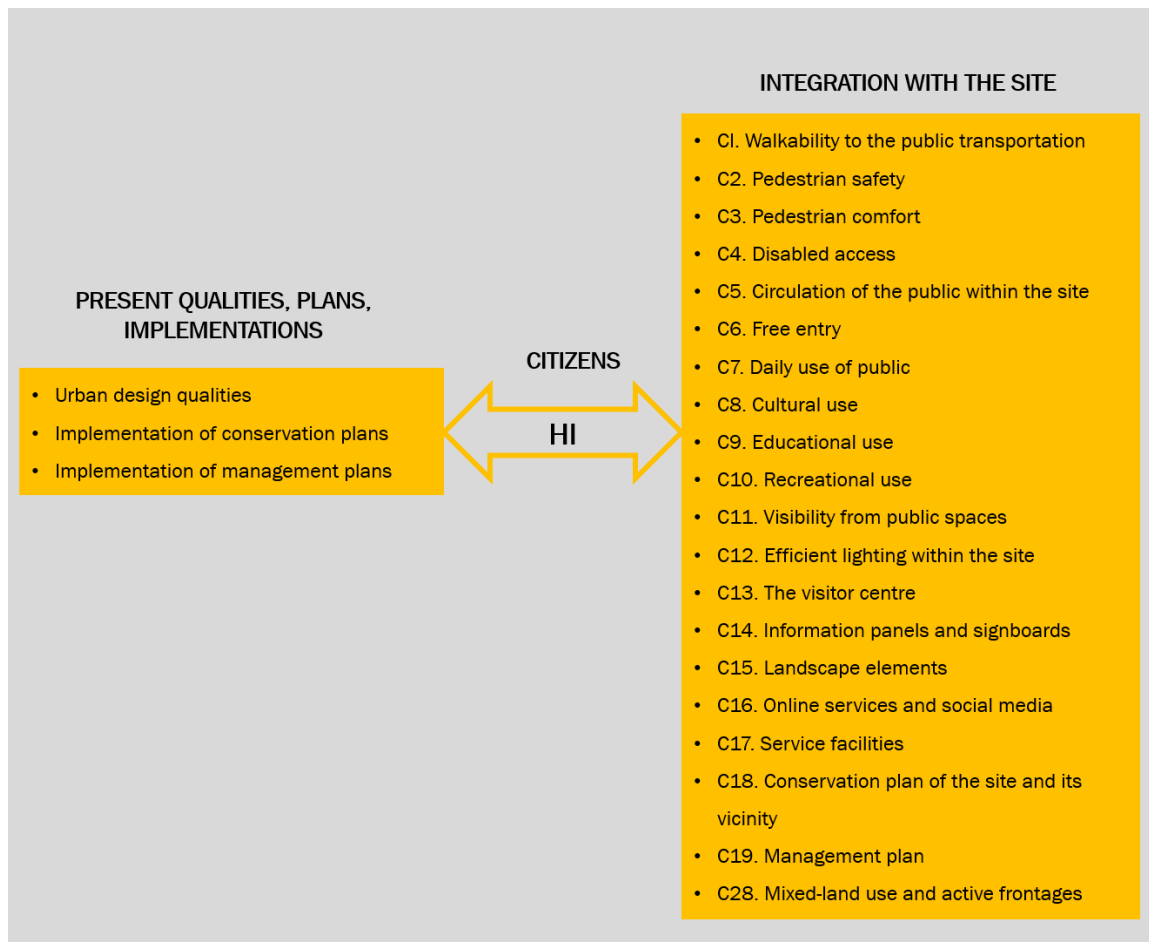 PRESENT QUALITIES, PLANS,
IMPLEMENTATIONS
• Urban design qualities
• Implementation of conservation plans
• Implementation of management plans
CITIZENS
HI
INTEGRATION WITH THE SITE
• CI. Walkability to the public transportation
• C2. Pedestrian safety
• C3. Pedestrian comfort
• C4. Disabled access
• C5. Circulation of the public within the site
• C6. Free entry
• C7. Daily use of public
• C8. Cultural use
• C9. Educational use
• C10. Recreational use
• C11. Visibility from public spaces
• C12. Efficient lighting within the site
• C13. The visitor centre
• C14. Information panels and signboards
• C15. Landscape elements
• C16. Online services and social media
• C17. Service facilities
• C18. Conservation plan of the site and its
vicinity
• C19. Management plan
• C28. Mixed-land use and active frontages